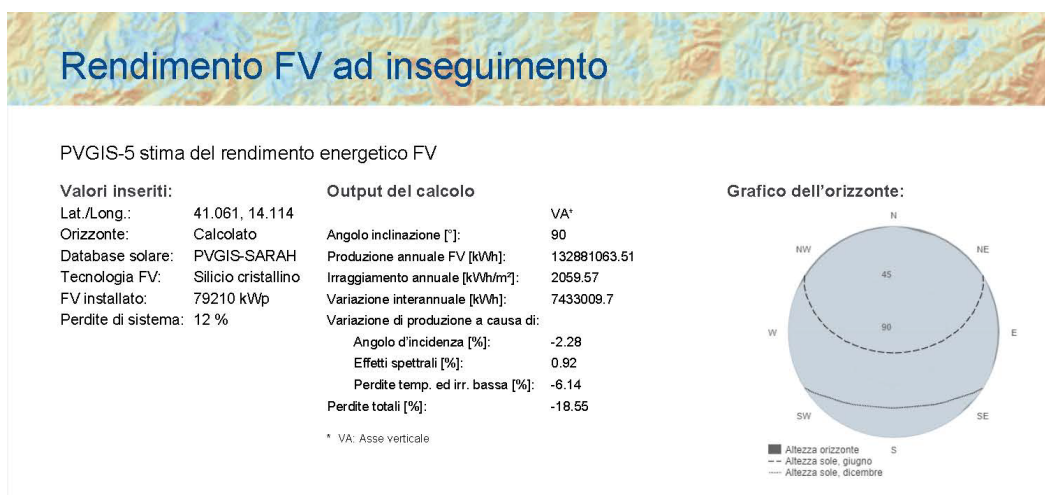 Rendimento FV ad inseguimento
PVGIS-5 stima del rendimento energetico FV
Valori inseriti:
Lat./Long.: 41.061, 14.114
Orizzonte: Calcolato
Database solare: PVGIS-SARAH
Tecnologia FV: Silicio cristallino
FV installato: 79210 kWp
Perdite di sistema: 12 %
Output del calcolo
VA*
Angolo inclinazione [°]: 90
Produzione annuale FV [kWh]: 132881063.51
Irraggiamento annuale [kWh/m²]: 2059.57
Variazione interannuale [kWh]: 7433009.7
Variazione di produzione a causa di:
Angolo d'incidenza [%]: -2.28
Effetti spettrali [%]: 0.92
Perdite temp. ed irr. bassa [%]: -6.14
Perdite totali [%]: -18.55
* VA: Asse verticale
Grafico dell'orizzonte:
N
NW NE
45
W 90 E
SW SE
S
Altezza orizzonte
Altezza sole, giugno
Altezza sole, dicembre